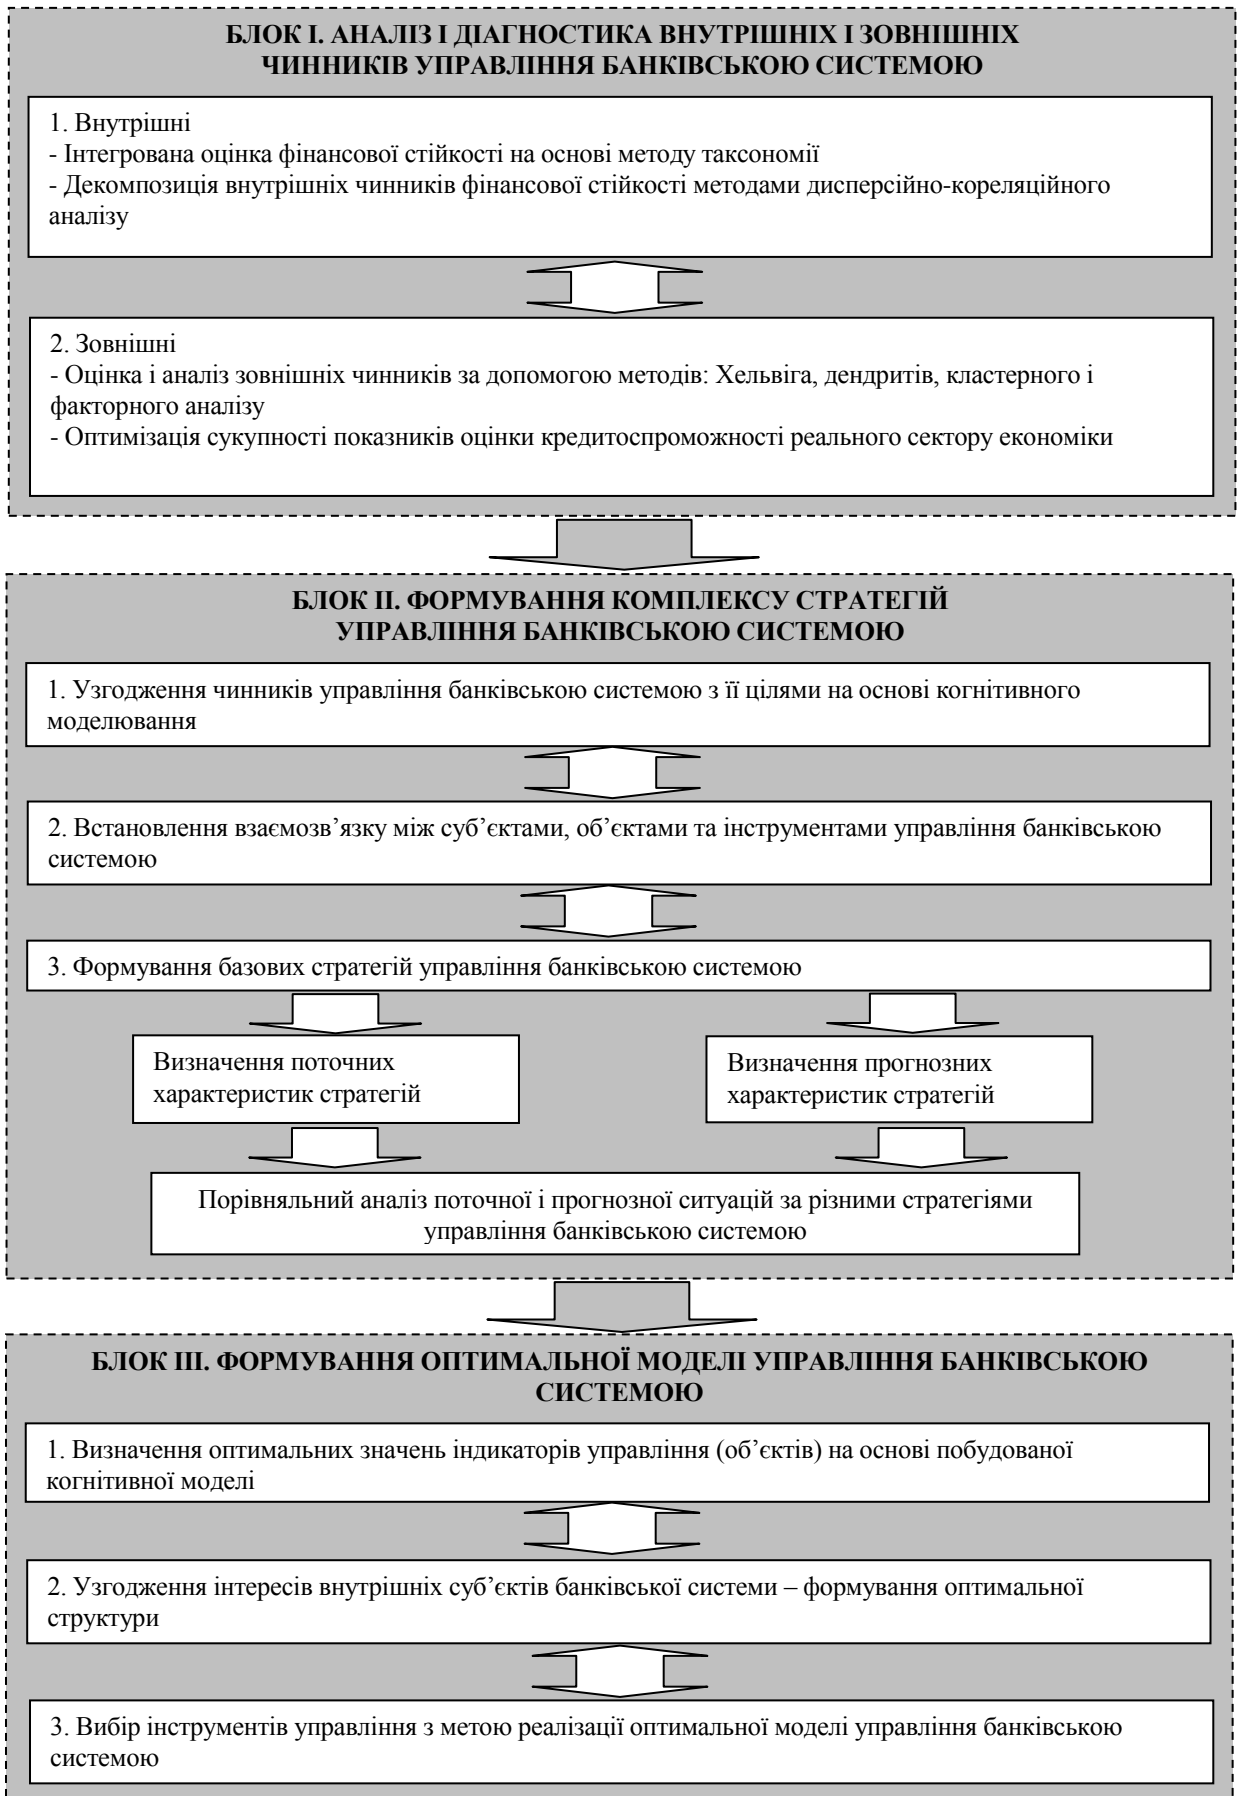 БЛОК І. АНАЛІЗ І ДІАГНОСТИКА ВНУТРІШНІХ І ЗОВНІШНІХ
ЧИННИКІВ УПРАВЛІННЯ БАНКІВСЬКОЮ СИСТЕМОЮ
1. Внутрішні
- Інтегрована оцінка фінансової стійкості на основі методу таксономії
- Декомпозиція внутрішніх чинників фінансової стійкості методами дисперсійно-кореляційного
аналізу
2. Зовнішні
- Оцінка і аналіз зовнішніх чинників за допомогою методів: Хельвіга, дендритів, кластерного і
факторного аналізу
- Оптимізація сукупності показників оцінки кредитоспроможності реального сектору економіки
БЛОК ІІ. ФОРМУВАННЯ КОМПЛЕКСУ СТРАТЕГІЙ
УПРАВЛІННЯ БАНКІВСЬКОЮ СИСТЕМОЮ
1. Узгодження чинників управління банківською системою з її цілями на основі когнітивного
моделювання
2. Встановлення взаємозв’язку між суб’єктами, об’єктами та інструментами управління банківською
системою
3. Формування базових стратегій управління банківською системою
Визначення поточних
характеристик стратегій
Визначення прогнозних
характеристик стратегій
Порівняльний аналіз поточної і прогнозної ситуацій за різними стратегіями
управління банківською системою
БЛОК ІІІ. ФОРМУВАННЯ ОПТИМАЛЬНОЇ МОДЕЛІ УПРАВЛІННЯ БАНКІВСЬКОЮ
СИСТЕМОЮ
1. Визначення оптимальних значень індикаторів управління (об’єктів) на основі побудованої
когнітивної моделі
2. Узгодження інтересів внутрішніх суб’єктів банківської системи – формування оптимальної
структури
3. Вибір інструментів управління з метою реалізації оптимальної моделі управління банківською
системою